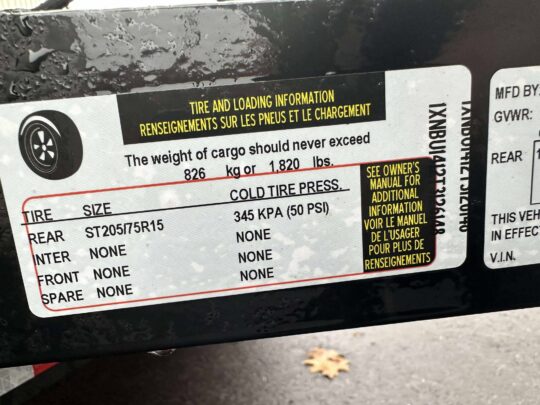 TIRE AND LOADING INFORMATION
RENSEIGNEMENTS SUR LES PNEUS ET LE CHARGEMENT
The weight of cargo should never exceed
826 kg or 1,820 lbs.
TIRE SIZE COLD TIRE PRESS.
REAR ST205/75R15 345 KPA (50 PSI)
INTER NONE NONE
FRONT NONE NONE
SPARE NONE NONE
SEE OWNER'S
MANUAL FOR
ADDITIONAL
INFORMATION
VOIR LE MANUEL
DE L'USAGER
POUR PLUS DE
RENSEIGNEMENTS
MFD BY:
GVWR:
REAR
THIS VEH
IN EFFECT
V.I.N.